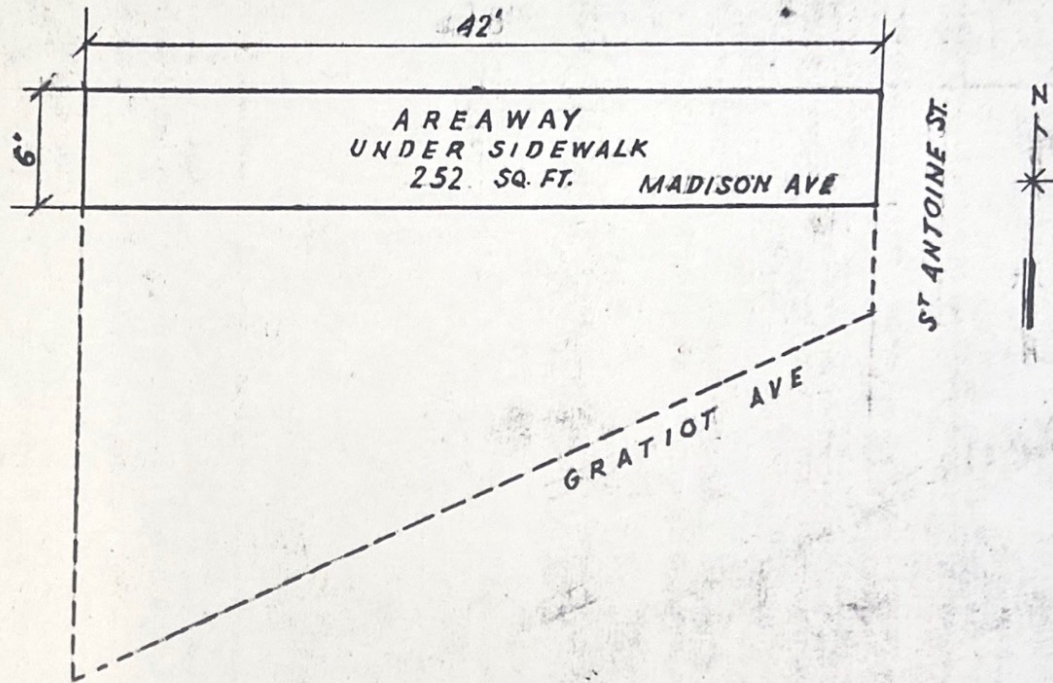 42'
6'
AREAWAY
UNDER SIDEWALK
252 SQ. FT.
MADISON AVE
ST ANTOINE ST.
N
GRATIOT AVE